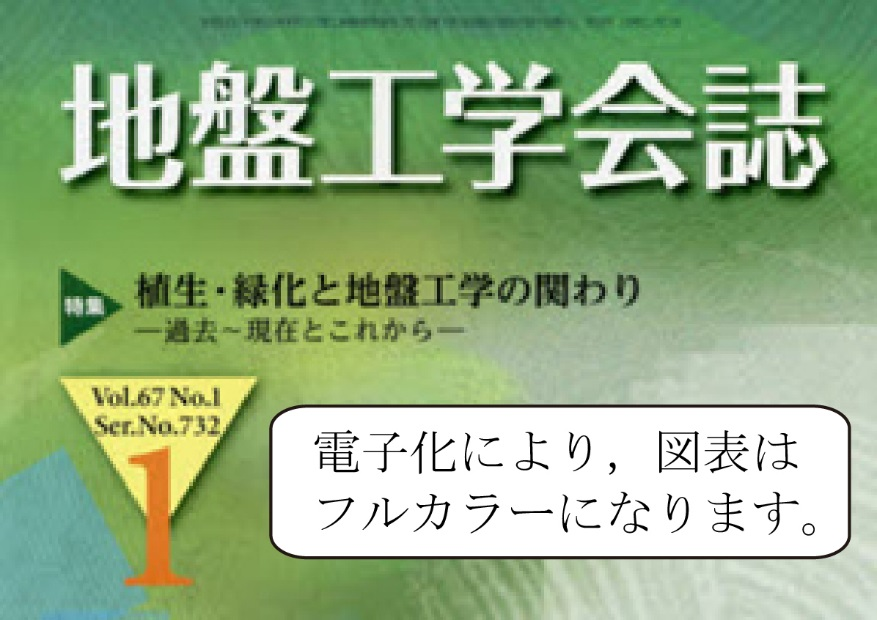 地盤工学会誌
特集
植生・緑化と地盤工学の関わり
―過去～現在とこれから―
Vol.67 No.1
Ser.No.732
1
電子化により，図表は
フルカラーになります。